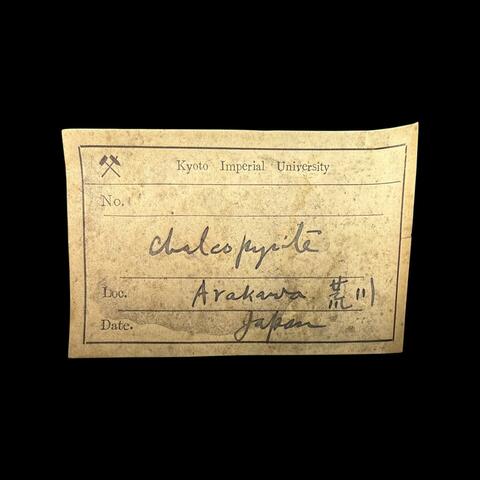 Kyoto Imperial University
No.
Chalcopyrite
Loc. Arakawa 荒川
Date. Japan